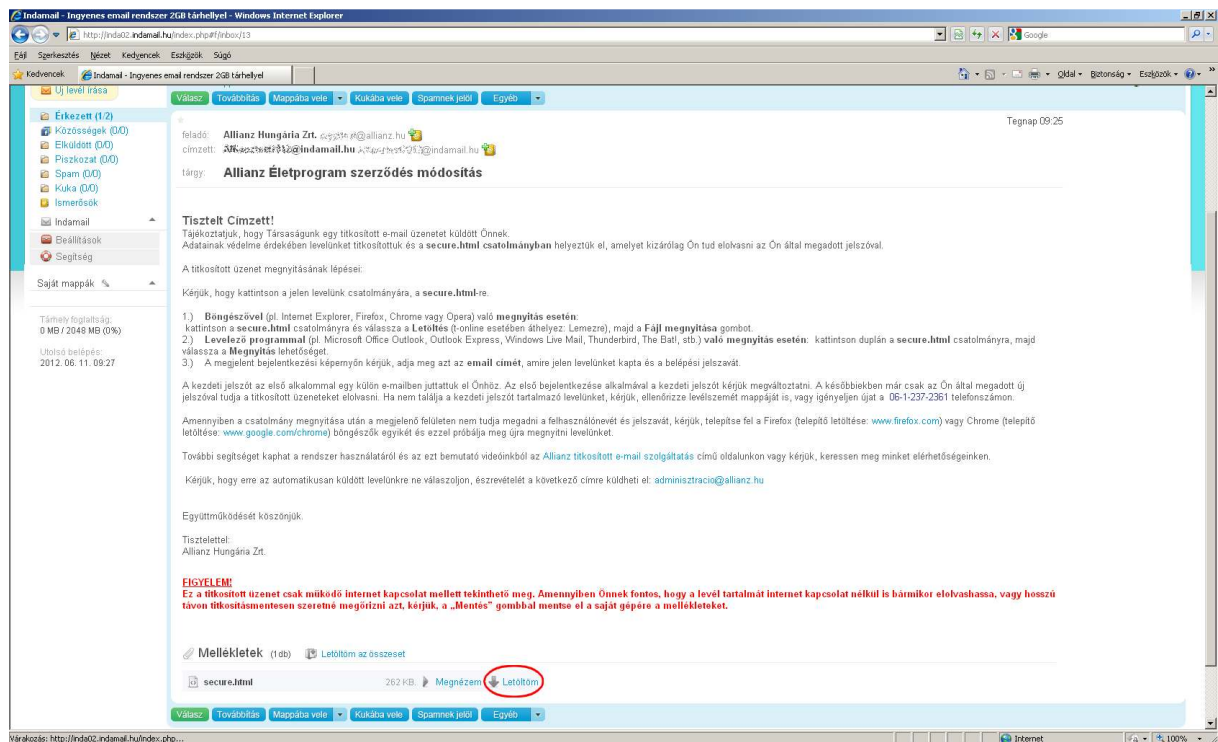 Indamail - Ingyenes email rendszer 2GB tárhellyel - Windows Internet Explorer
http://inda02.indamail.hu/index.php#f/inbox/13
Google
Fájl Szerkesztés Nézet Kedvencek Eszközök Súgó
Kedvencek Indamail - Ingyenes email rendszer 2GB tárhellyel Oldal Biztonság Eszközök
Új levél írása
Válasz Továbbítás Mappába vele Kukába vele Spamnek jelöl Egyéb
Érkezett (1/2)
Közösségek (0/0)
Elküldött (0/0)
Piszkozat (0/0)
Spam (0/0)
Kuka (0/0)
Ismerősök
Indamail
Beállítások
Segítség
Saját mappák
Tárhely foglaltság:
0 MB / 2048 MB (0%)
Utolsó belépés:
2012. 06. 11. 09:27
Tegnap 09:25
feladó: Allianz Hungária Zrt. @allianz.hu
címzett: @indamail.hu @indamail.hu
tárgy: Allianz Életprogram szerződés módosítás
Tisztelt Címzett!
Tájékoztatjuk, hogy Társaságunk egy titkosított e-mail üzenetet küldött Önnek.
Adatainak védelme érdekében levelünket titkosítottuk és a secure.html csatolmányban helyeztük el, amelyet kizárólag Ön tud elolvasni az Ön által megadott jelszóval.
A titkosított üzenet megnyitásának lépései:
Kérjük, hogy kattintson a jelen levelünk csatolmányára, a secure.html-re.
1.) Böngészővel (pl. Internet Explorer, Firefox, Chrome vagy Opera) való megnyitás esetén:
kattintson a secure.html csatolmányra és válassza a Letöltés (t-online esetében áthelyez: Lemezre), majd a Fájl megnyitása gombot.
2.) Levelező programmal (pl. Microsoft Office Outlook, Outlook Express, Windows Live Mail, Thunderbird, The Bat!, stb.) való megnyitás esetén: kattintson duplán a secure.html csatolmányra, majd
válassza a Megnyitás lehetőséget.
3.) A megjelent bejelentkezési képernyőn kérjük, adja meg azt az email címét, amire jelen levelünket kapta és a belépési jelszavát.
A kezdeti jelszót az első alkalommal egy külön e-mailben juttattuk el Önhöz. Az első bejelentkezése alkalmával a kezdeti jelszót kérjük megváltoztatni. A későbbiekben már csak az Ön által megadott új
jelszóval tudja a titkosított üzeneteket elolvasni. Ha nem találja a kezdeti jelszót tartalmazó levelünket, kérjük, ellenőrizze levélszemét mappáját is, vagy igényeljen újat a 06-1-237-2361 telefonszámon.
Amennyiben a csatolmány megnyitása után a megjelenő felületen nem tudja megadni a felhasználónevét és jelszavát, kérjük, telepítse fel a Firefox (telepítő letöltése: www.firefox.com) vagy Chrome (telepítő
letöltése: www.google.com/chrome) böngészők egyikét és ezzel próbálja meg újra megnyitni levelünket.
További segítséget kaphat a rendszer használatáról és az ezt bemutató videóinkból az Allianz titkosított e-mail szolgáltatás című oldalunkon vagy kérjük, keressen meg minket elérhetőségeinken.
Kérjük, hogy erre az automatikusan küldött levelünkre ne válaszoljon, észrevételét a következő címre küldheti el: adminisztracio@allianz.hu
Együttműködését köszönjük.
Tisztelettel:
Allianz Hungária Zrt.
FIGYELEM!
Ez a titkosított üzenet csak működő internet kapcsolat mellett tekinthető meg. Amennyiben Önnek fontos, hogy a levél tartalmát internet kapcsolat nélkül is bármikor elolvashassa, vagy hosszú
távon titkosításmentesen szeretné megőrizni azt, kérjük, a „Mentés” gombbal mentse el a saját gépére a mellékleteket.
Mellékletek (1db) Letöltöm az összeset
secure.html 262 KB. Megnézem Letöltöm
Válasz Továbbítás Mappába vele Kukába vele Spamnek jelöl Egyéb
Várakozás: http://inda02.indamail.hu/index.php... Internet 100%